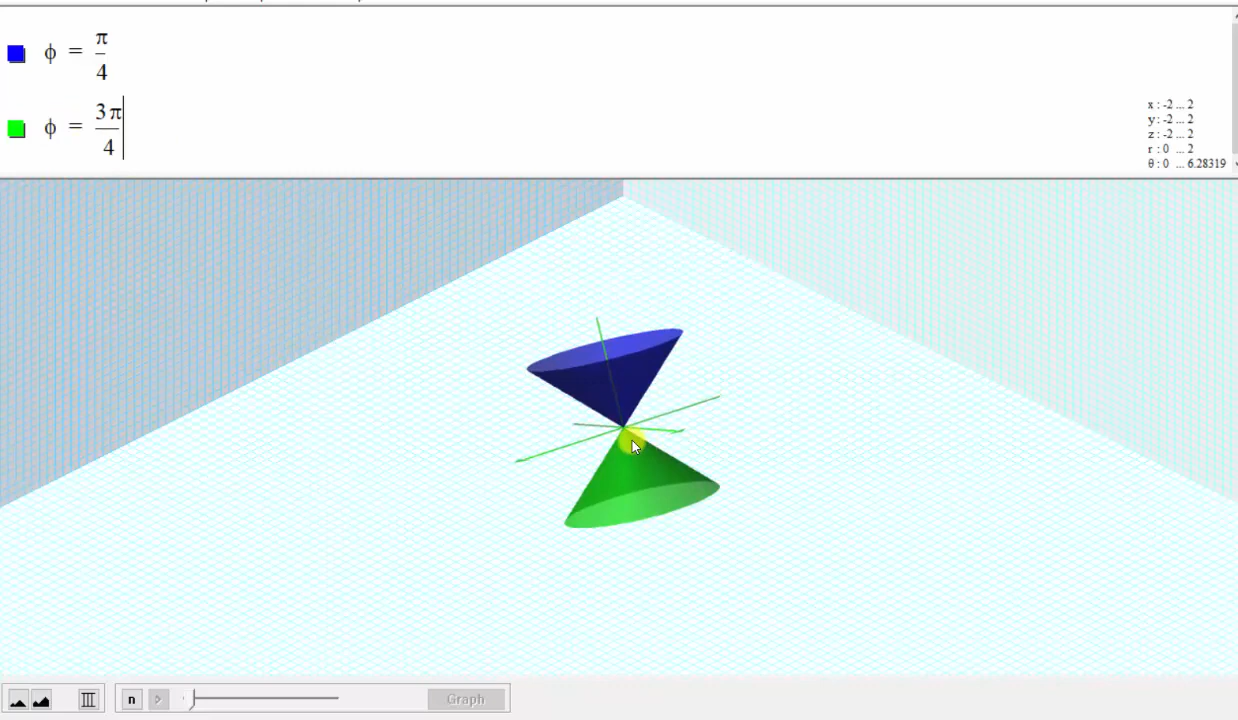 ϕ = π/4
ϕ = 3π/4
x : -2 ... 2
y : -2 ... 2
z : -2 ... 2
r : 0 ... 2
θ : 0 ... 6.28319
n
Graph